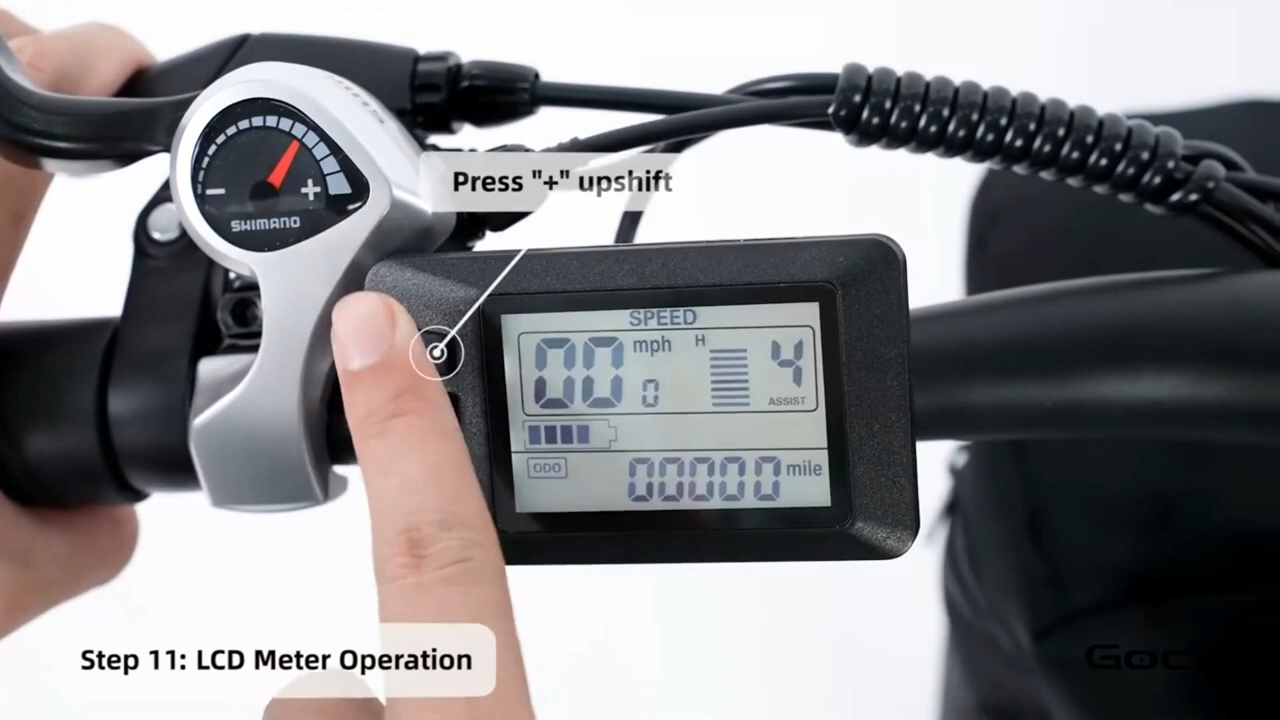 SHIMANO
Press "+" upshift
SPEED
00 mph H 4
0
ASSIST
ODO
00000 mile
Step 11: LCD Meter Operation